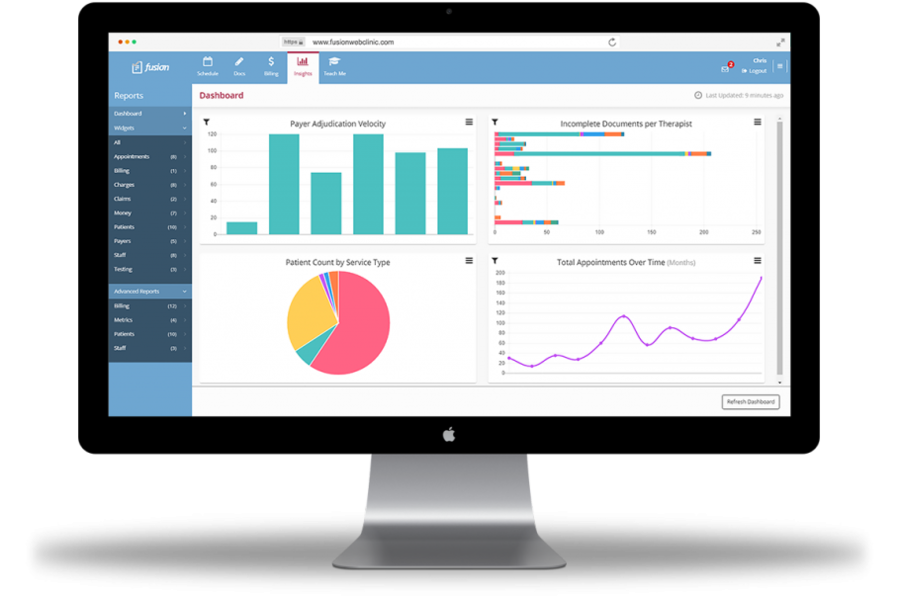 https
www.fusionwebclinic.com
fusion
Schedule
Docs
Billing
Insights
Teach Me
2
Chris
Logout
Reports
Dashboard
Widgets
All
Appointments (8)
Billing (1)
Charges (8)
Claims (2)
Money (7)
Patients (10)
Payers (5)
Staff (8)
Testing (3)
Advanced Reports
Billing (12)
Metrics (4)
Patients (10)
Staff (3)
Dashboard
Last Updated: 9 minutes ago
Payer Adjudication Velocity
120
100
80
60
40
20
0
Incomplete Documents per Therapist
0 50 100 150 200 250
Patient Count by Service Type
Total Appointments Over Time (Months)
200
180
160
140
120
100
80
60
40
20
0
Refresh Dashboard